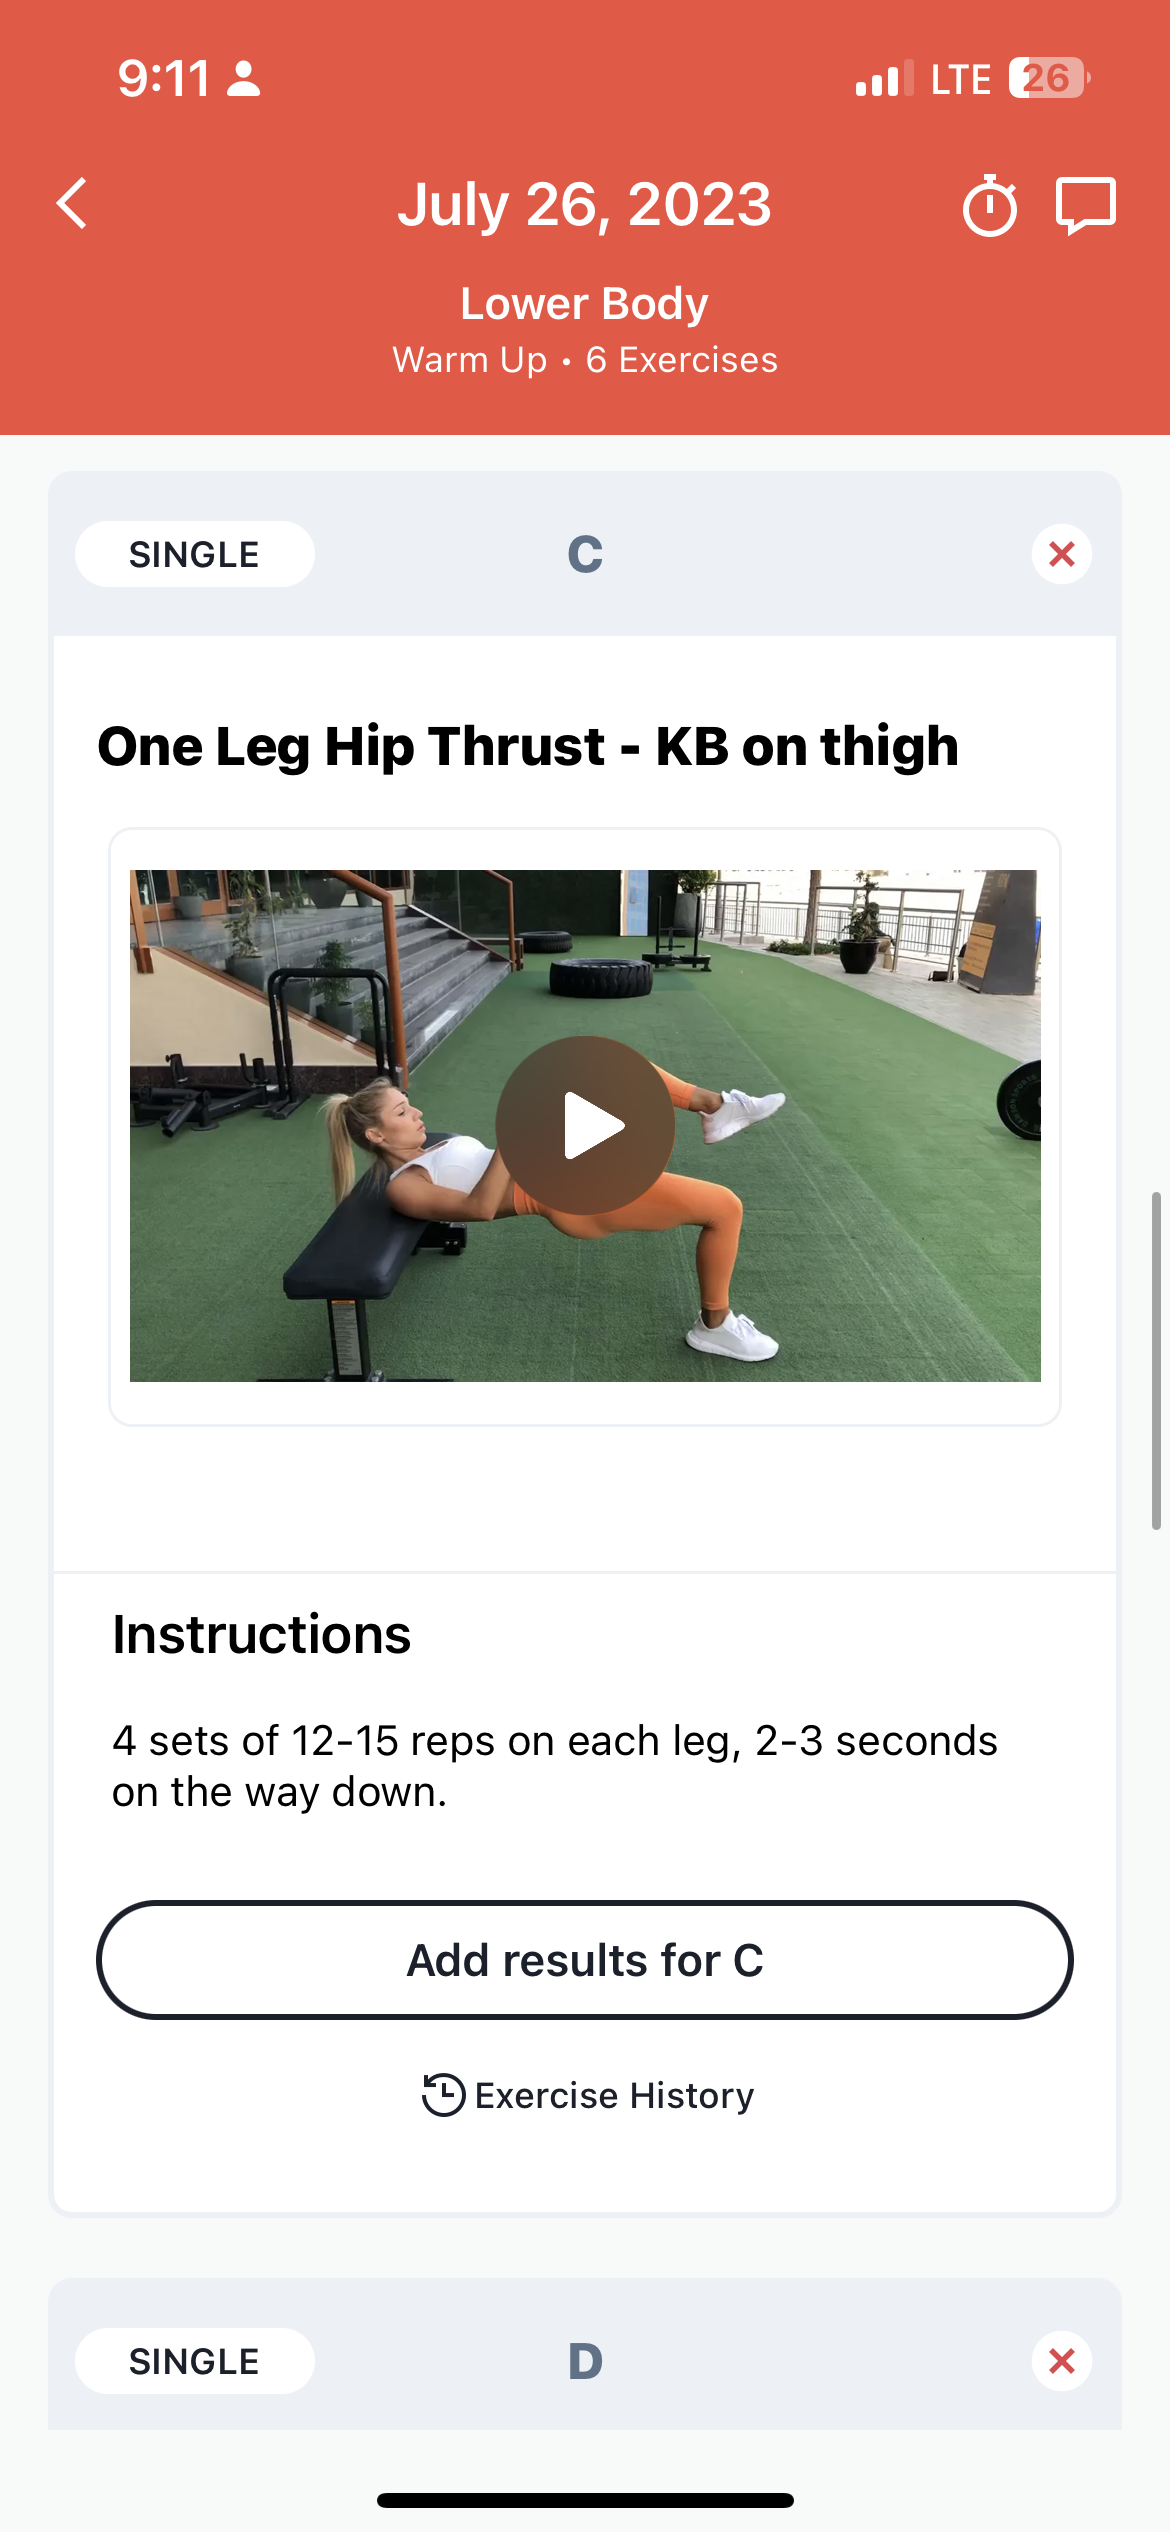 9:11
LTE
26
July 26, 2023
Lower Body
Warm Up • 6 Exercises
SINGLE
C
One Leg Hip Thrust - KB on thigh
Instructions
4 sets of 12-15 reps on each leg, 2-3 seconds
on the way down.
Add results for C
Exercise History
SINGLE
D